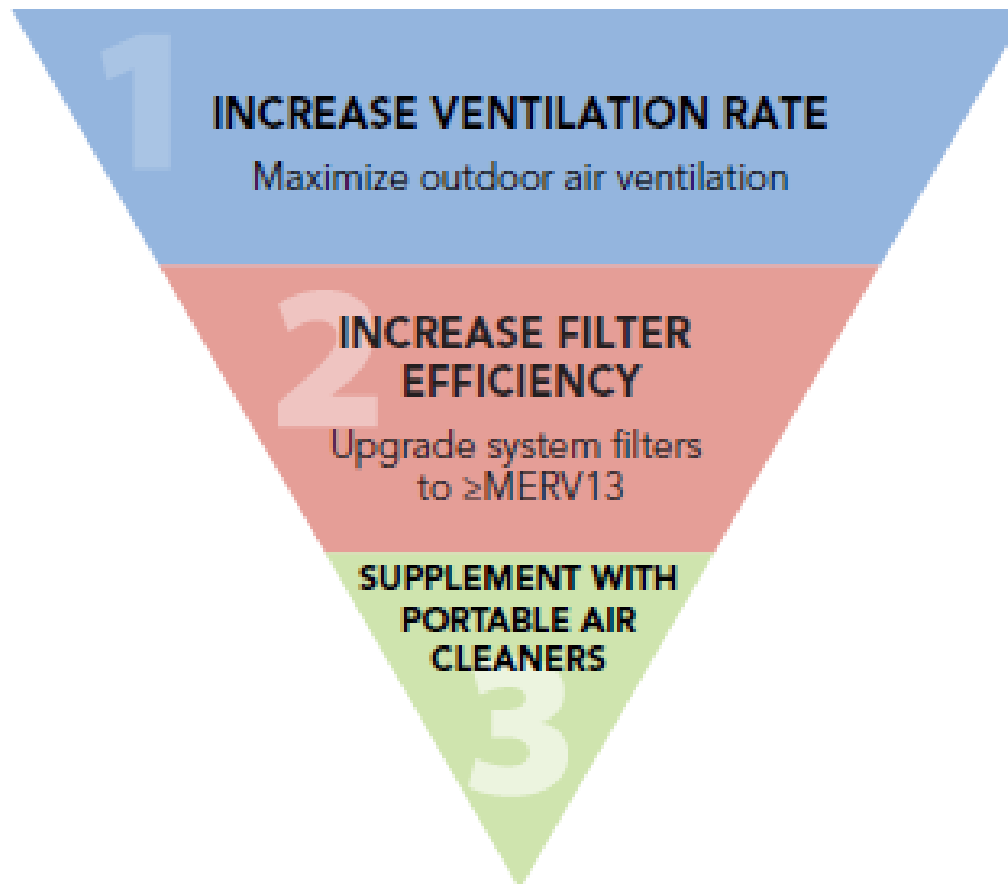 1
INCREASE VENTILATION RATE
Maximize outdoor air ventilation
2
INCREASE FILTER
EFFICIENCY
Upgrade system filters
to ≥MERV13
SUPPLEMENT WITH
PORTABLE AIR
CLEANERS
3